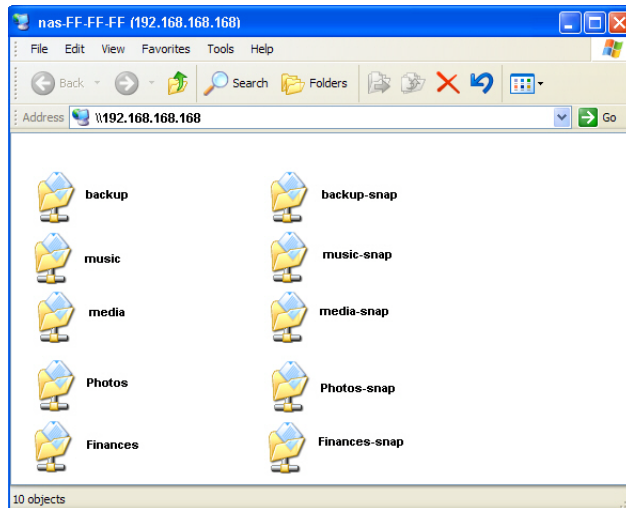 nas-FF-FF-FF (192.168.168.168)
File Edit View Favorites Tools Help
Back Search Folders
Address \\192.168.168.168 Go
backup backup-snap
music music-snap
media media-snap
Photos Photos-snap
Finances Finances-snap
10 objects